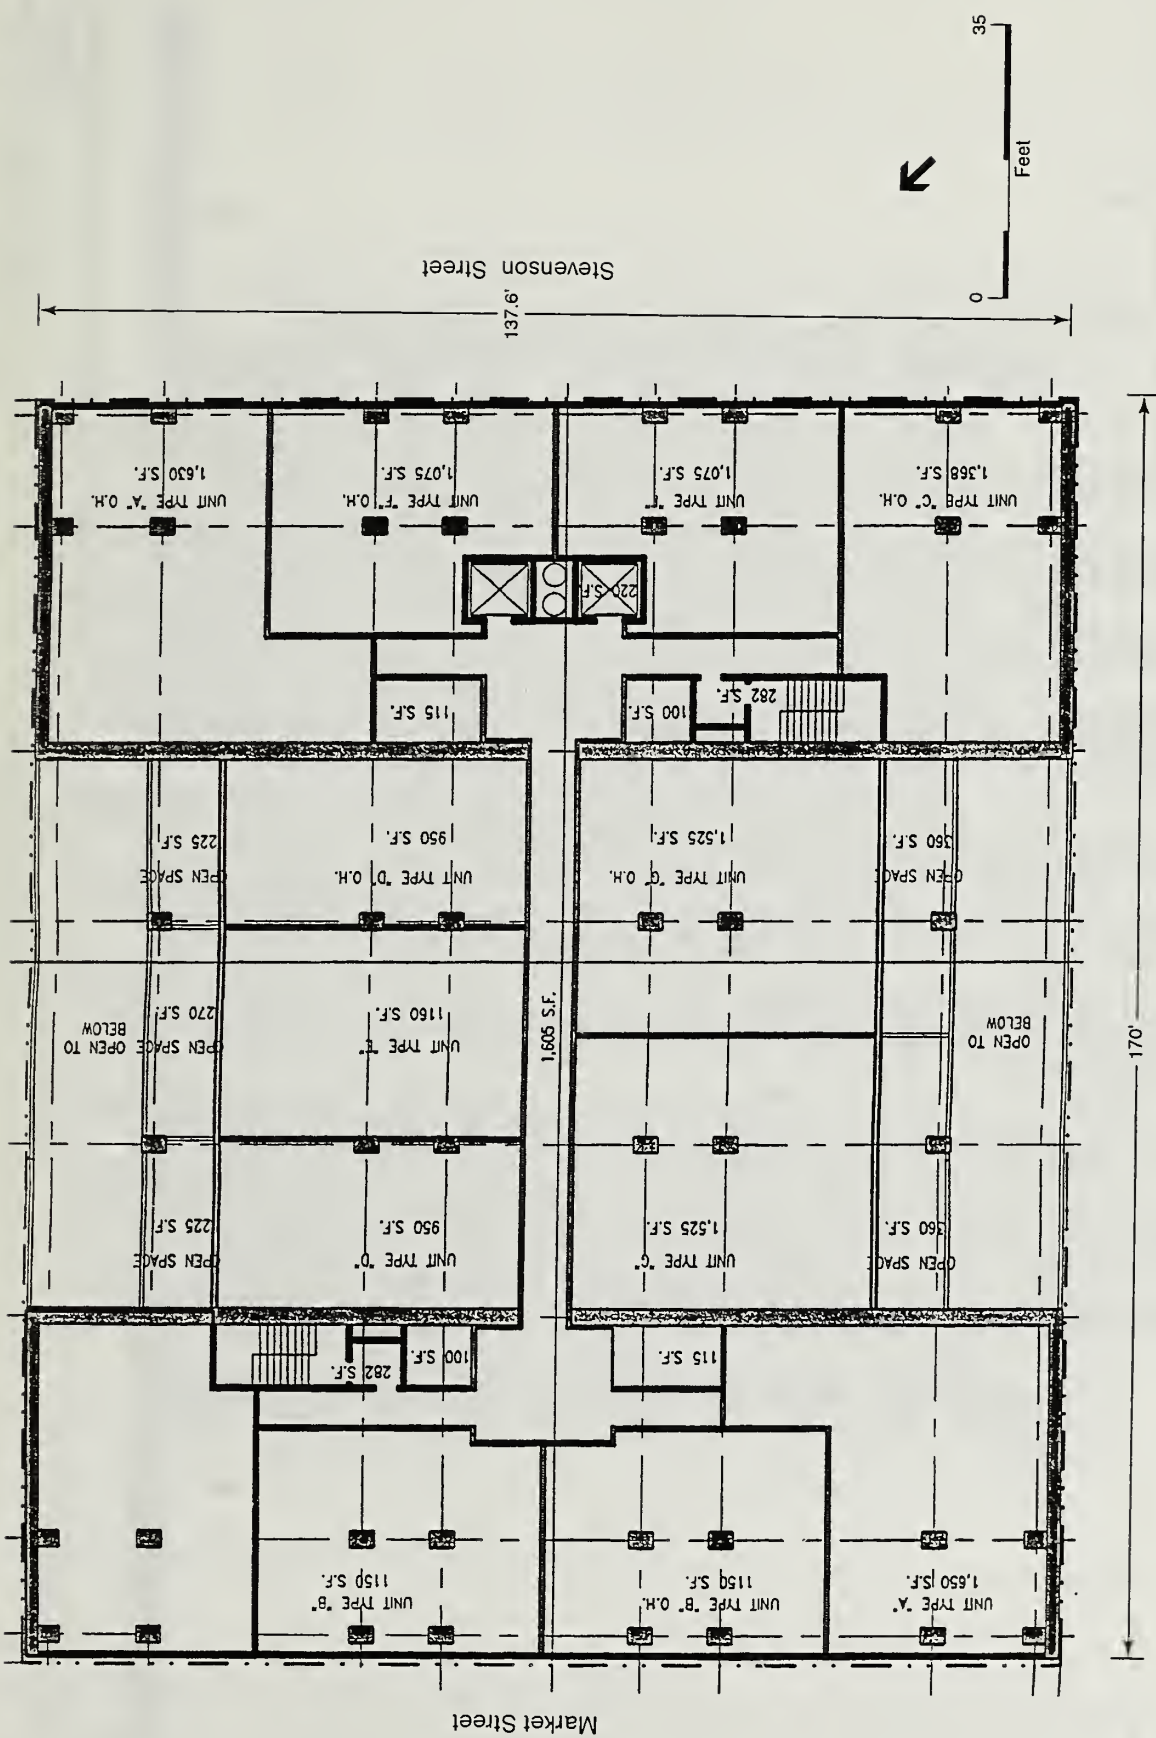 Market Street
UNIT TYPE "A"
1,650 S.F.
UNIT TYPE "B" O.H.
1150 S.F.
UNIT TYPE "B"
1150 S.F.
115 S.F.
100 S.F.
282 S.F.
OPEN SPACE
360 S.F.
UNIT TYPE "G"
1,525 S.F.
UNIT TYPE "D"
950 S.F.
OPEN SPACE
225 S.F.
OPEN TO
BELOW
1,605 S.F.
UNIT TYPE "E"
1160 S.F.
OPEN SPACE
270 S.F.
OPEN TO
BELOW
OPEN SPACE
360 S.F.
UNIT TYPE "G" O.H.
1,525 S.F.
UNIT TYPE "D" O.H.
950 S.F.
OPEN SPACE
225 S.F.
282 S.F.
100 S.F.
115 S.F.
220 S.F.
UNIT TYPE "C" O.H.
1,368 S.F.
UNIT TYPE "F"
1,075 S.F.
UNIT TYPE "F" O.H.
1,075 S.F.
UNIT TYPE "A" O.H.
1,630 S.F.
137.6'
Stevenson Street
170'
0
35
Feet